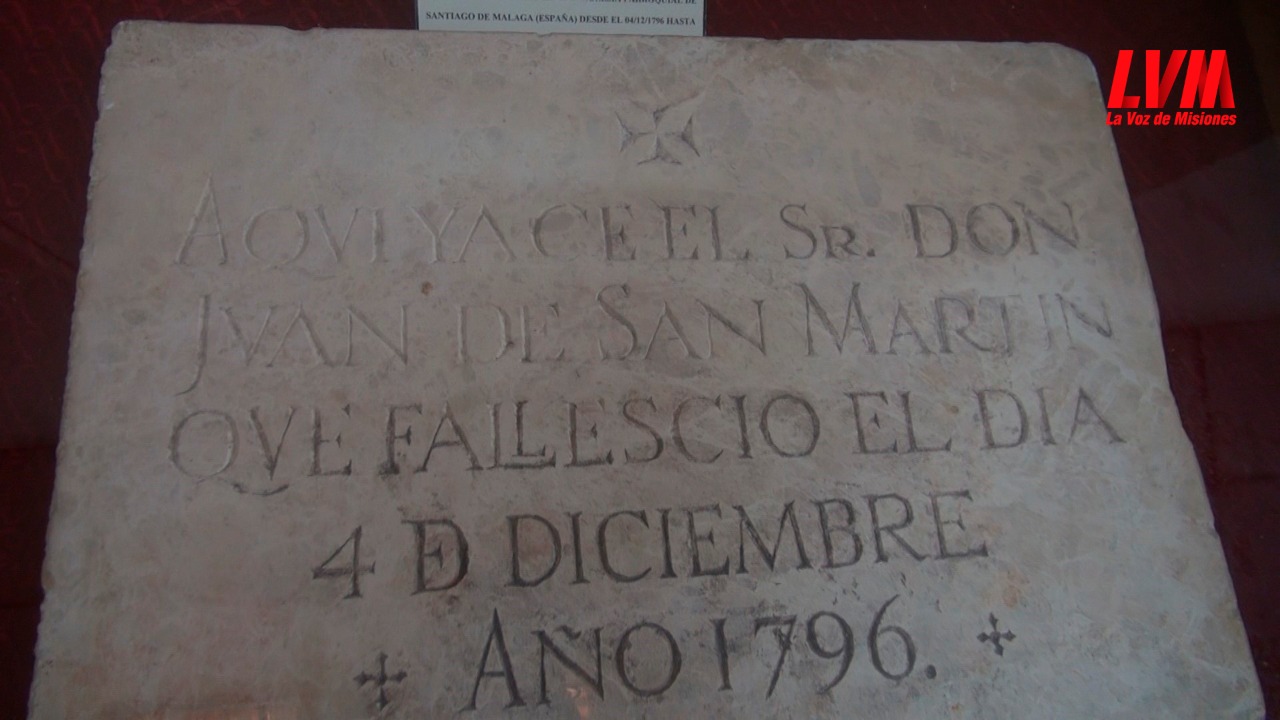 SANTIAGO DE MALAGA (ESPAÑA) DESDE EL 04/12/1796 HASTA
LVM
La Voz de Misiones
AQVI YACE EL SR. DON
JVAN DE SAN MARTIN
QVE FALLESCIO EL DIA
4 DE DICIEMBRE
AÑO 1796.